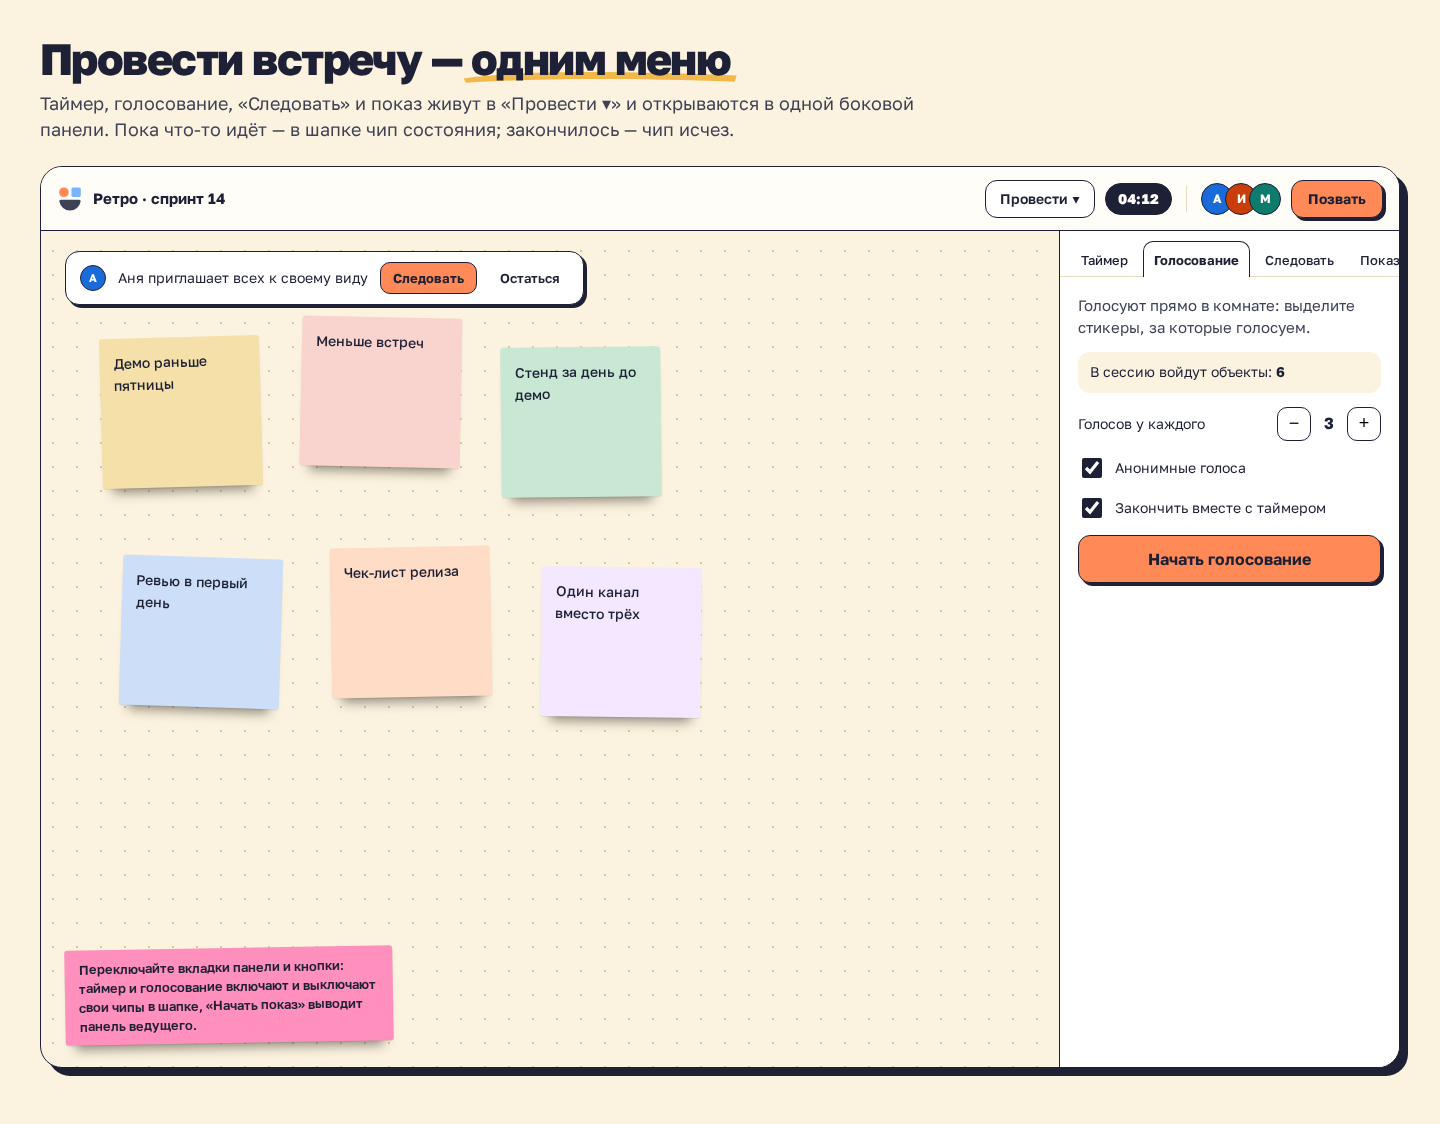 Провести встречу — одним меню
Таймер, голосование, «Следовать» и показ живут в «Провести ▾» и открываются в одной боковой
панели. Пока что-то идёт — в шапке чип состояния; закончилось — чип исчез.
Ретро · спринт 14
Провести ▾
04:12
А
И
М
Позвать
А
Аня приглашает всех к своему виду
Следовать
Остаться
Таймер
Голосование
Следовать
Показ
Голосуют прямо в комнате: выделите
стикеры, за которые голосуем.
В сессию войдут объекты: 6
Голосов у каждого
−
3
+
Анонимные голоса
Закончить вместе с таймером
Начать голосование
Демо раньше
пятницы
Меньше встреч
Стенд за день до
демо
Ревью в первый
день
Чек-лист релиза
Один канал
вместо трёх
Переключайте вкладки панели и кнопки:
таймер и голосование включают и выключают
свои чипы в шапке, «Начать показ» выводит
панель ведущего.